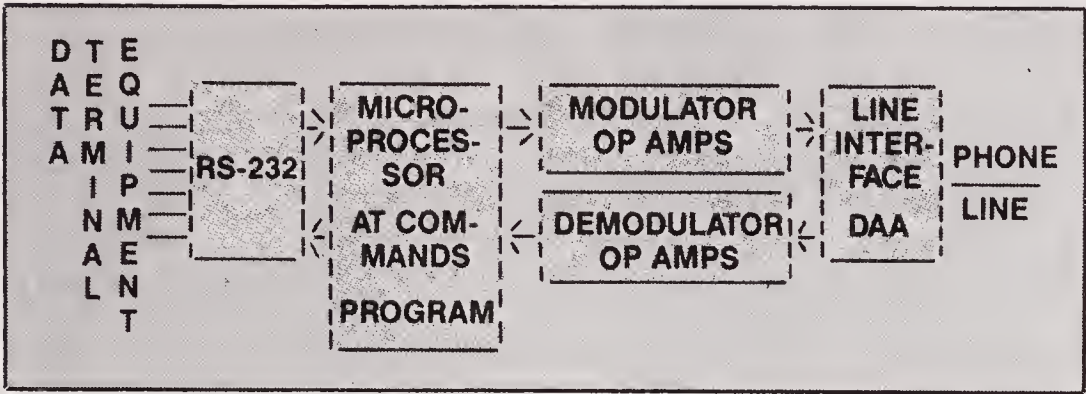 DATA
TERMINAL
EQUIPMENT
RS-232
MICRO-
PROCES-
SOR
AT COM-
MANDS
PROGRAM
MODULATOR
OP AMPS
DEMODULATOR
OP AMPS
LINE
INTER-
FACE
DAA
PHONE
LINE